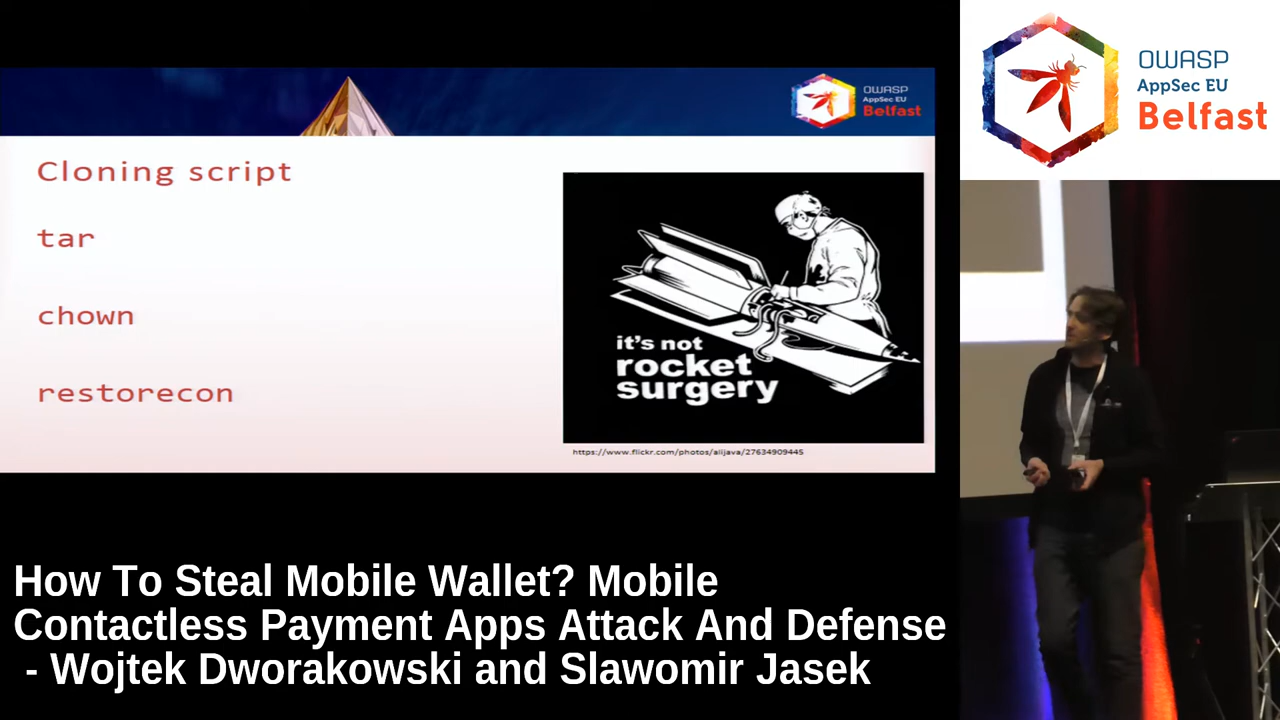 OWASP
AppSec EU
Belfast
Cloning script
tar
chown
restorecon
it's not
rocket
surgery
https://www.flickr.com/photos/alijava/27634909445
OWASP
AppSec EU
Belfast
How To Steal Mobile Wallet? Mobile
Contactless Payment Apps Attack And Defense
- Wojtek Dworakowski and Slawomir Jasek